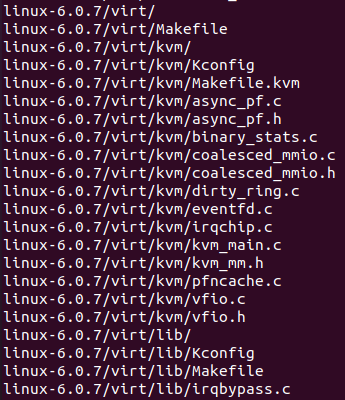 linux-6.0.7/virt/
linux-6.0.7/virt/Makefile
linux-6.0.7/virt/kvm/
linux-6.0.7/virt/kvm/Kconfig
linux-6.0.7/virt/kvm/Makefile.kvm
linux-6.0.7/virt/kvm/async_pf.c
linux-6.0.7/virt/kvm/async_pf.h
linux-6.0.7/virt/kvm/binary_stats.c
linux-6.0.7/virt/kvm/coalesced_mmio.c
linux-6.0.7/virt/kvm/coalesced_mmio.h
linux-6.0.7/virt/kvm/dirty_ring.c
linux-6.0.7/virt/kvm/eventfd.c
linux-6.0.7/virt/kvm/irqchip.c
linux-6.0.7/virt/kvm/kvm_main.c
linux-6.0.7/virt/kvm/kvm_mm.h
linux-6.0.7/virt/kvm/pfncache.c
linux-6.0.7/virt/kvm/vfio.c
linux-6.0.7/virt/kvm/vfio.h
linux-6.0.7/virt/lib/
linux-6.0.7/virt/lib/Kconfig
linux-6.0.7/virt/lib/Makefile
linux-6.0.7/virt/lib/irqbypass.c